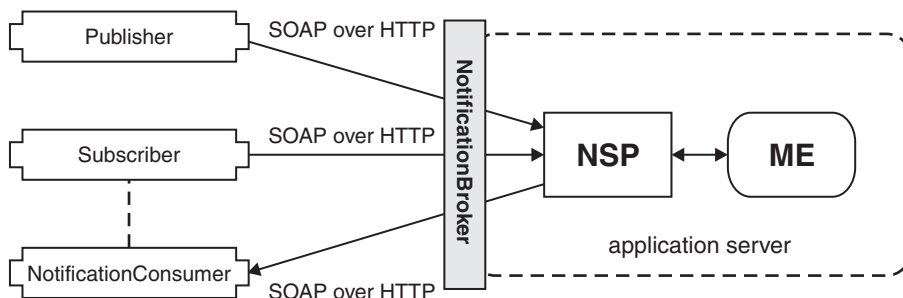 Publisher
SOAP over HTTP
NotificationBroker
Subscriber
SOAP over HTTP
NSP
ME
application server
NotificationConsumer
SOAP over HTTP